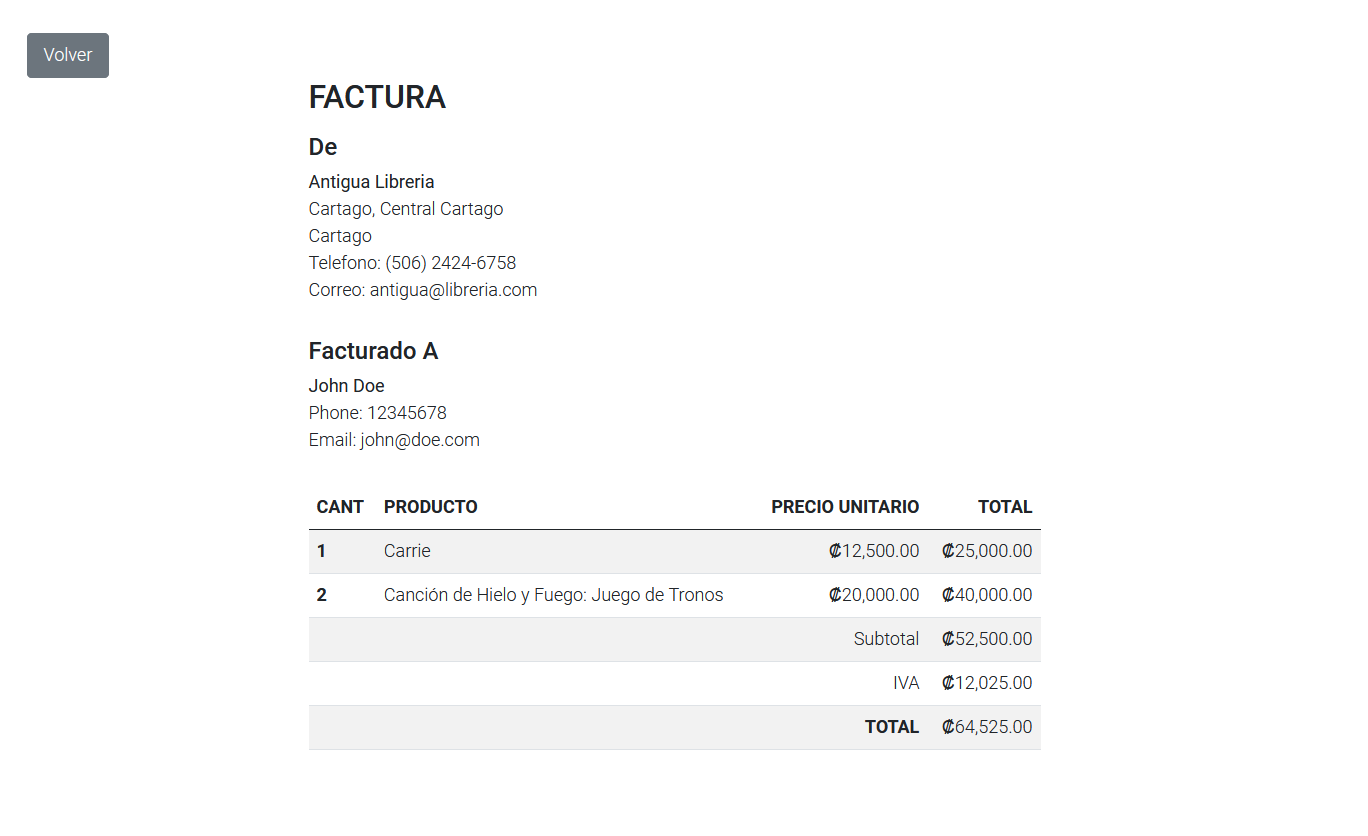 Volver
FACTURA
De
Antigua Libreria
Cartago, Central Cartago
Cartago
Telefono: (506) 2424-6758
Correo: antigua@libreria.com
Facturado A
John Doe
Phone: 12345678
Email: john@doe.com
CANT PRODUCTO PRECIO UNITARIO TOTAL
1 Carrie ₡12,500.00 ₡25,000.00
2 Canción de Hielo y Fuego: Juego de Tronos ₡20,000.00 ₡40,000.00
Subtotal ₡52,500.00
IVA ₡12,025.00
TOTAL ₡64,525.00